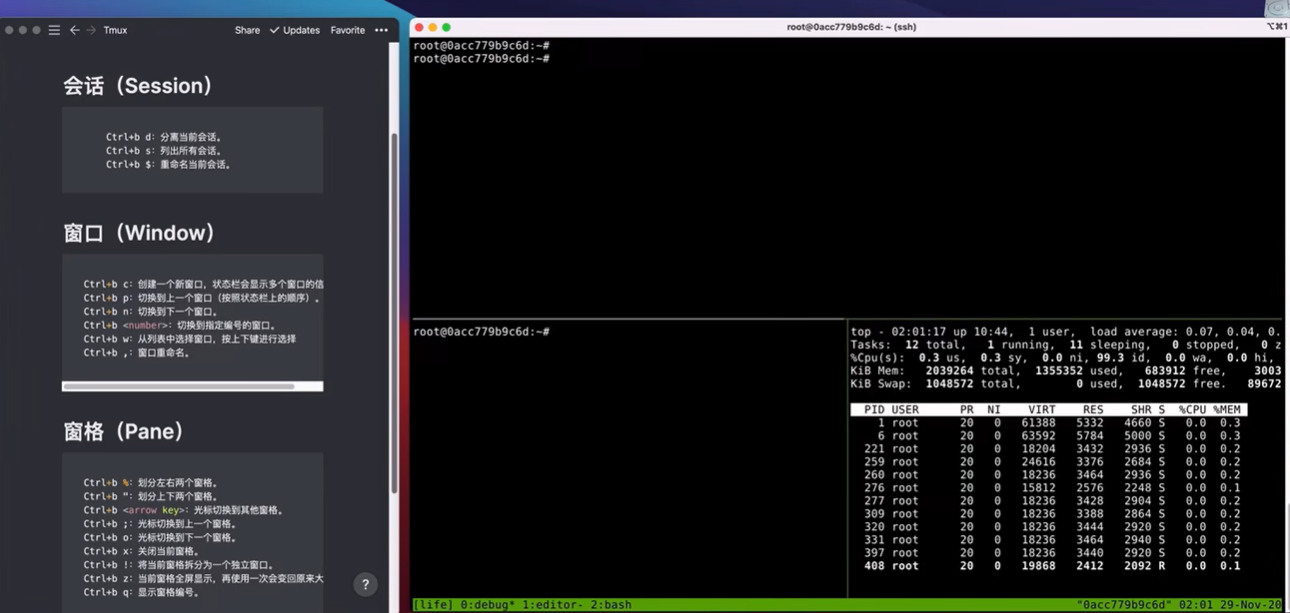 Tmux
Share ✓ Updates Favorite •••
会话（Session）
Ctrl+b d: 分离当前会话。
Ctrl+b s: 列出所有会话。
Ctrl+b $: 重命名当前会话。
窗口（Window）
Ctrl+b c: 创建一个新窗口，状态栏会显示多个窗口的信
Ctrl+b p: 切换到上一个窗口（按照状态栏上的顺序）。
Ctrl+b n: 切换到下一个窗口。
Ctrl+b <number>: 切换到指定编号的窗口。
Ctrl+b w: 从列表中选择窗口，按上下键进行选择
Ctrl+b ,: 窗口重命名。
窗格（Pane）
Ctrl+b %: 划分左右两个窗格。
Ctrl+b ": 划分上下两个窗格。
Ctrl+b <arrow key>: 光标切换到其他窗格。
Ctrl+b ;: 光标切换到上一个窗格。
Ctrl+b o: 光标切换到下一个窗格。
Ctrl+b x: 关闭当前窗格。
Ctrl+b !: 将当前窗格拆分为一个独立窗口。
Ctrl+b z: 当前窗格全屏显示，再使用一次会变回原来大
Ctrl+b q: 显示窗格编号。
?
root@0acc779b9c6d: ~ (ssh)
⌥⌘1
root@0acc779b9c6d:~#
root@0acc779b9c6d:~#
root@0acc779b9c6d:~#
top - 02:01:17 up 10:44, 1 user, load average: 0.07, 0.04, 0.
Tasks: 12 total, 1 running, 11 sleeping, 0 stopped, 0 z
%Cpu(s): 0.3 us, 0.3 sy, 0.0 ni, 99.3 id, 0.0 wa, 0.0 hi,
KiB Mem: 2039264 total, 1355352 used, 683912 free, 3003
KiB Swap: 1048572 total, 0 used, 1048572 free. 89672
PID USER PR NI VIRT RES SHR S %CPU %MEM
1 root 20 0 61388 5332 4660 S 0.0 0.3
6 root 20 0 63592 5784 5000 S 0.0 0.3
221 root 20 0 18204 3432 2936 S 0.0 0.2
259 root 20 0 24616 3376 2684 S 0.0 0.2
260 root 20 0 18236 3464 2936 S 0.0 0.2
276 root 20 0 15812 2576 2248 S 0.0 0.1
277 root 20 0 18236 3428 2904 S 0.0 0.2
309 root 20 0 18236 3388 2864 S 0.0 0.2
320 root 20 0 18236 3444 2920 S 0.0 0.2
331 root 20 0 18236 3464 2940 S 0.0 0.2
397 root 20 0 18236 3440 2920 S 0.0 0.2
408 root 20 0 19868 2412 2092 R 0.0 0.1
[life] 0:debug* 1:editor- 2:bash
"0acc779b9c6d" 02:01 29-Nov-20